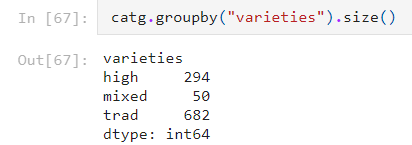 In [67]: catg.groupby("varieties").size()
Out[67]: varieties
high 294
mixed 50
trad 682
dtype: int64